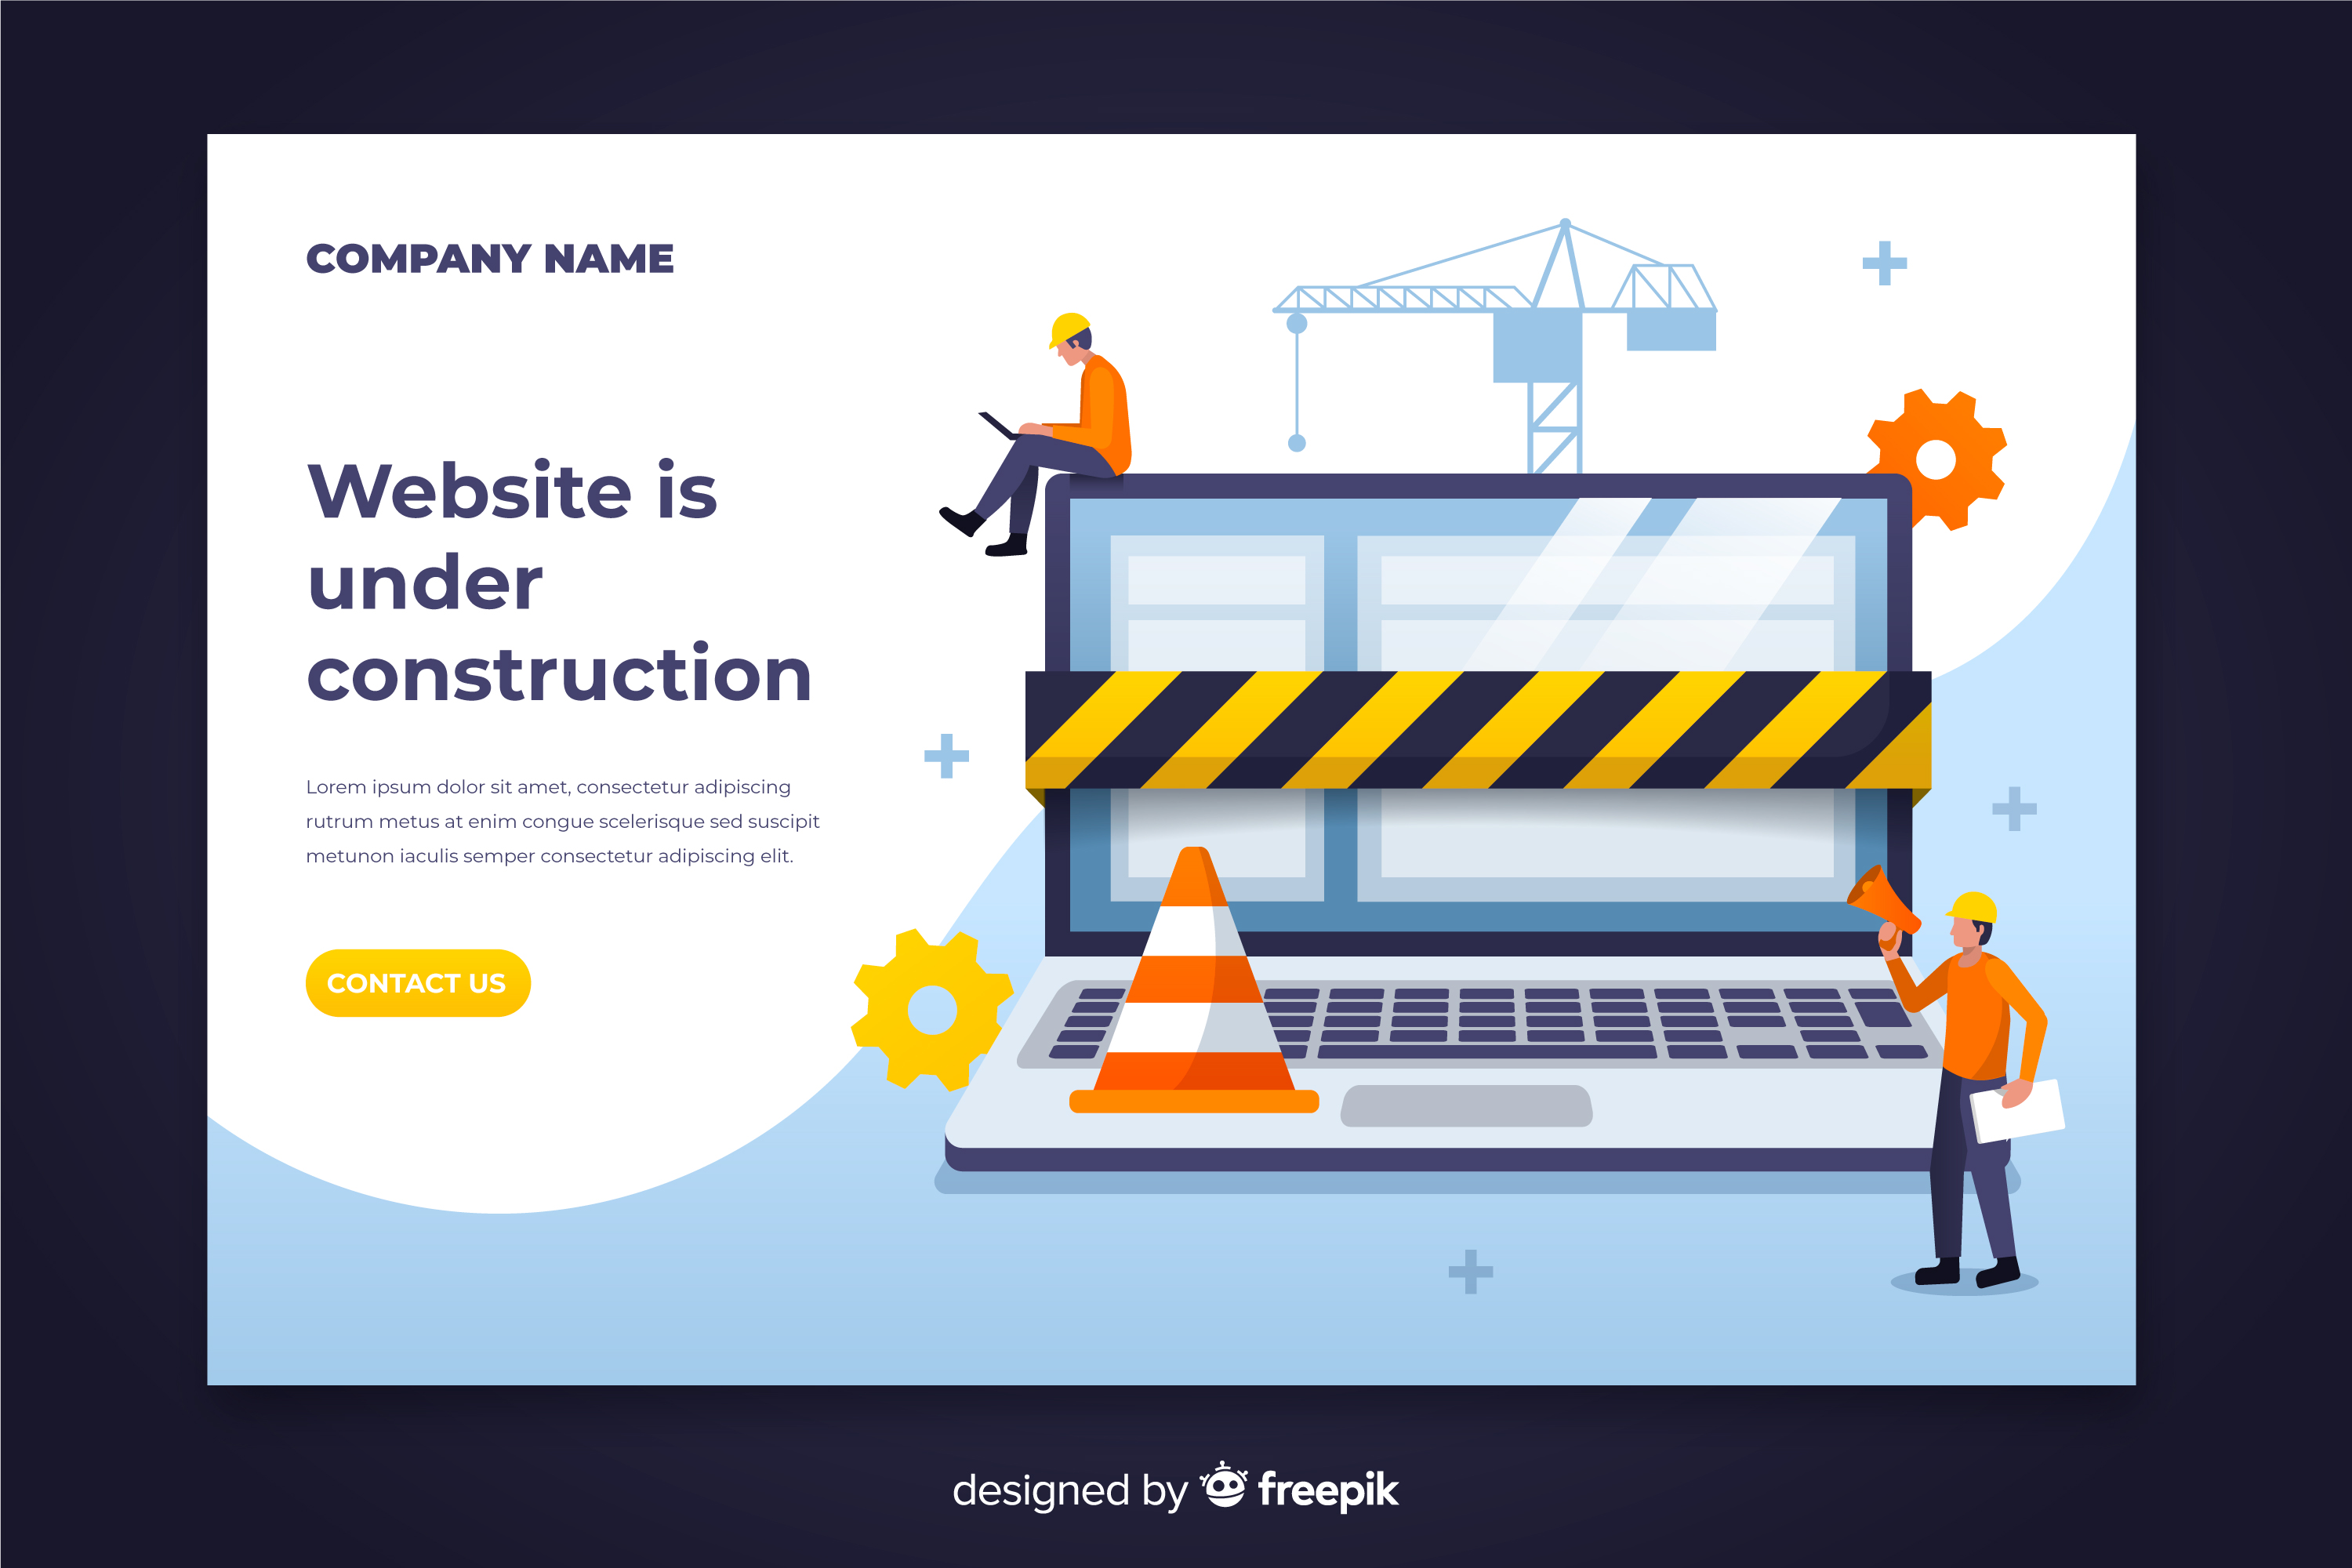 COMPANY NAME
Website is
under
construction
Lorem ipsum dolor sit amet, consectetur adipiscing
rutrum metus at enim congue scelerisque sed suscipit
metunon iaculis semper consectetur adipiscing elit.
CONTACT US
designed by freepik